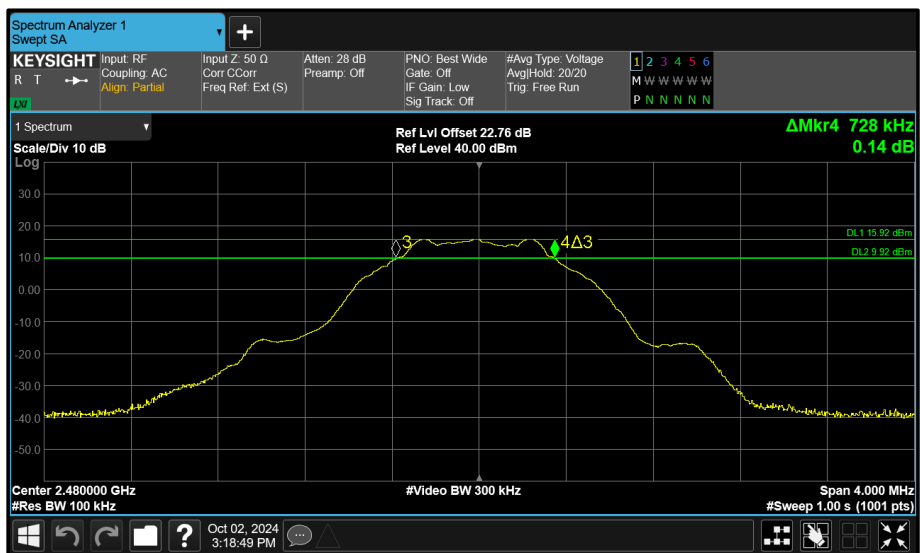 Spectrum Analyzer 1
Swept SA
+
KEYSIGHT
R T
LXI
Input: RF
Coupling: AC
Align: Partial
Input Z: 50 Ω
Corr CCorr
Freq Ref: Ext (S)
Atten: 28 dB
Preamp: Off
PNO: Best Wide
Gate: Off
IF Gain: Low
Sig Track: Off
#Avg Type: Voltage
Avg|Hold: 20/20
Trig: Free Run
1 2 3 4 5 6
M W W W W W
P N N N N N
1 Spectrum
Scale/Div 10 dB
Ref Lvl Offset 22.76 dB
Ref Level 40.00 dBm
ΔMkr4 728 kHz
0.14 dB
Log
30.0
20.0
10.0
0.00
-10.0
-20.0
-30.0
-40.0
-50.0
3
4Δ3
DL1 15.92 dBm
DL2 9.92 dBm
Center 2.480000 GHz
#Video BW 300 kHz
Span 4.000 MHz
#Res BW 100 kHz
#Sweep 1.00 s (1001 pts)
?
Oct 02, 2024
3:18:49 PM